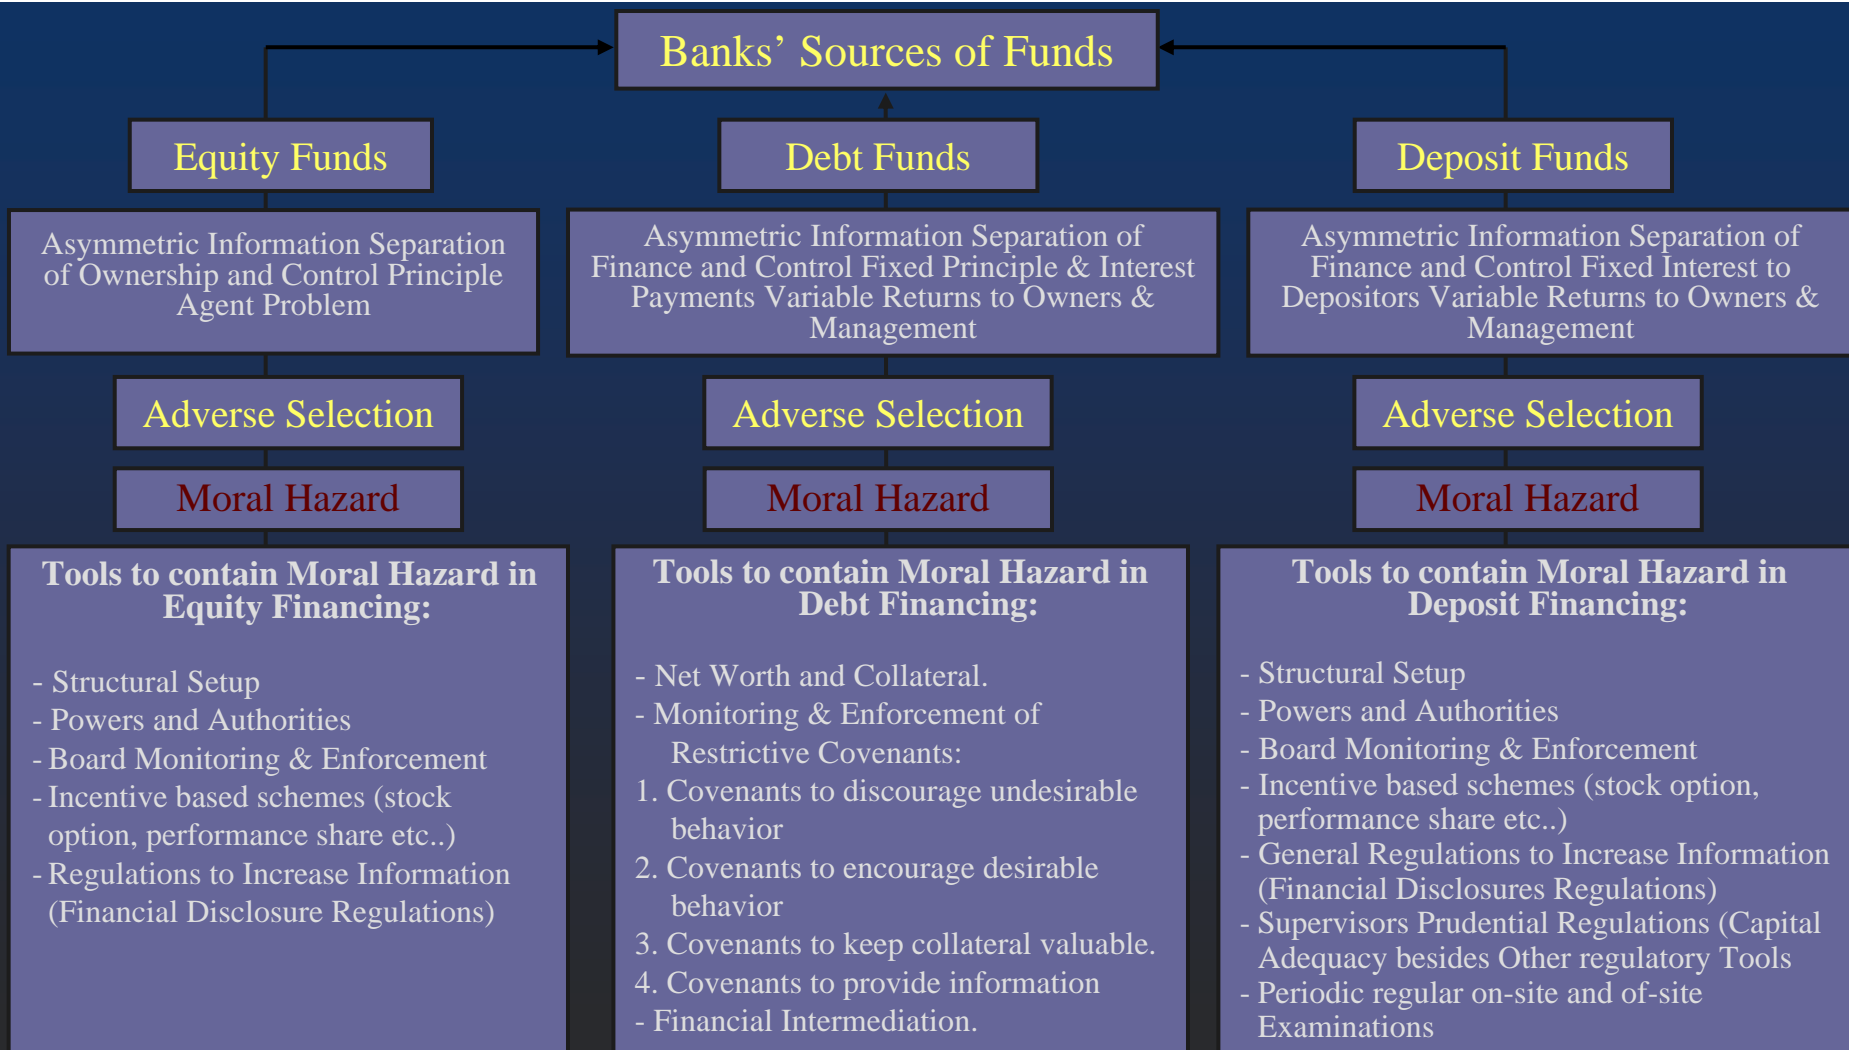 Banks’ Sources of Funds
Equity Funds
Debt Funds
Deposit Funds
Asymmetric Information Separation
of Ownership and Control Principle
Agent Problem
Asymmetric Information Separation of
Finance and Control Fixed Principle & Interest
Payments Variable Returns to Owners &
Management
Asymmetric Information Separation of
Finance and Control Fixed Interest to
Depositors Variable Returns to Owners &
Management
Adverse Selection
Adverse Selection
Adverse Selection
Moral Hazard
Moral Hazard
Moral Hazard
Tools to contain Moral Hazard in
Equity Financing:
- Structural Setup
- Powers and Authorities
- Board Monitoring & Enforcement
- Incentive based schemes (stock
option, performance share etc..)
- Regulations to Increase Information
(Financial Disclosure Regulations)
Tools to contain Moral Hazard in
Debt Financing:
- Net Worth and Collateral.
- Monitoring & Enforcement of
Restrictive Covenants:
1. Covenants to discourage undesirable
behavior
2. Covenants to encourage desirable
behavior
3. Covenants to keep collateral valuable.
4. Covenants to provide information
- Financial Intermediation.
Tools to contain Moral Hazard in
Deposit Financing:
- Structural Setup
- Powers and Authorities
- Board Monitoring & Enforcement
- Incentive based schemes (stock option,
performance share etc..)
- General Regulations to Increase Information
(Financial Disclosures Regulations)
- Supervisors Prudential Regulations (Capital
Adequacy besides Other regulatory Tools
- Periodic regular on-site and of-site
Examinations